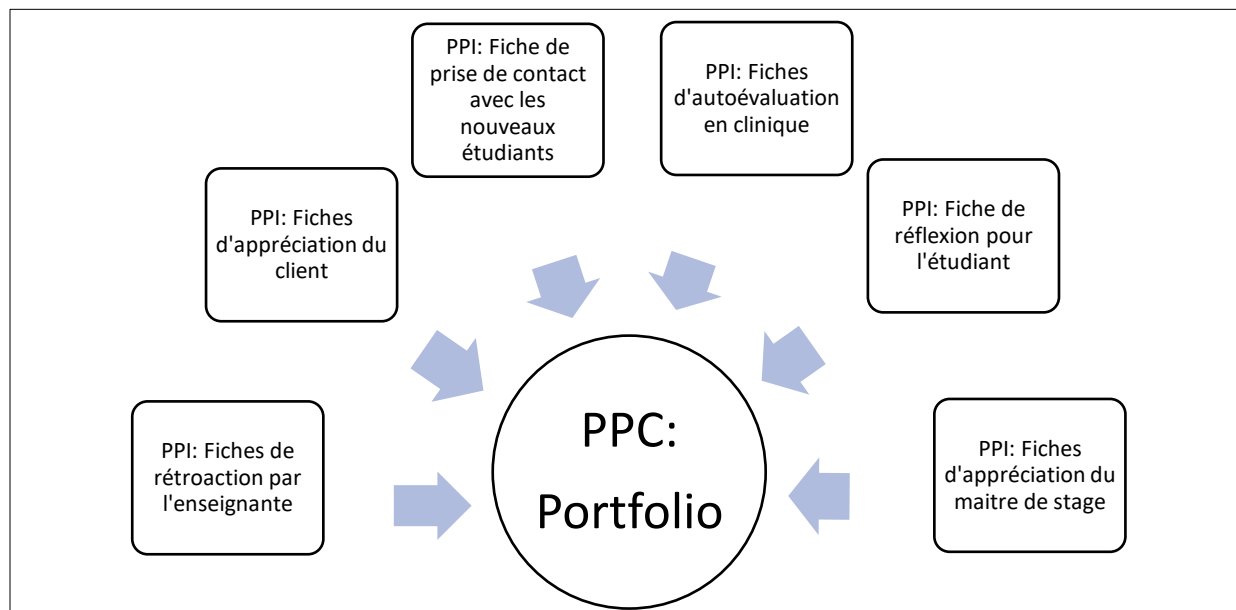 PPI: Fiche de
prise de contact
avec les
nouveaux
étudiants
PPI: Fiches
d'autoévaluation
en clinique
PPI: Fiches
d'appréciation du
client
PPI: Fiche de
réflexion pour
l'étudiant
PPI: Fiches de
rétroaction par
l'enseignante
PPC:
Portfolio
PPI: Fiches
d'appréciation du
maitre de stage